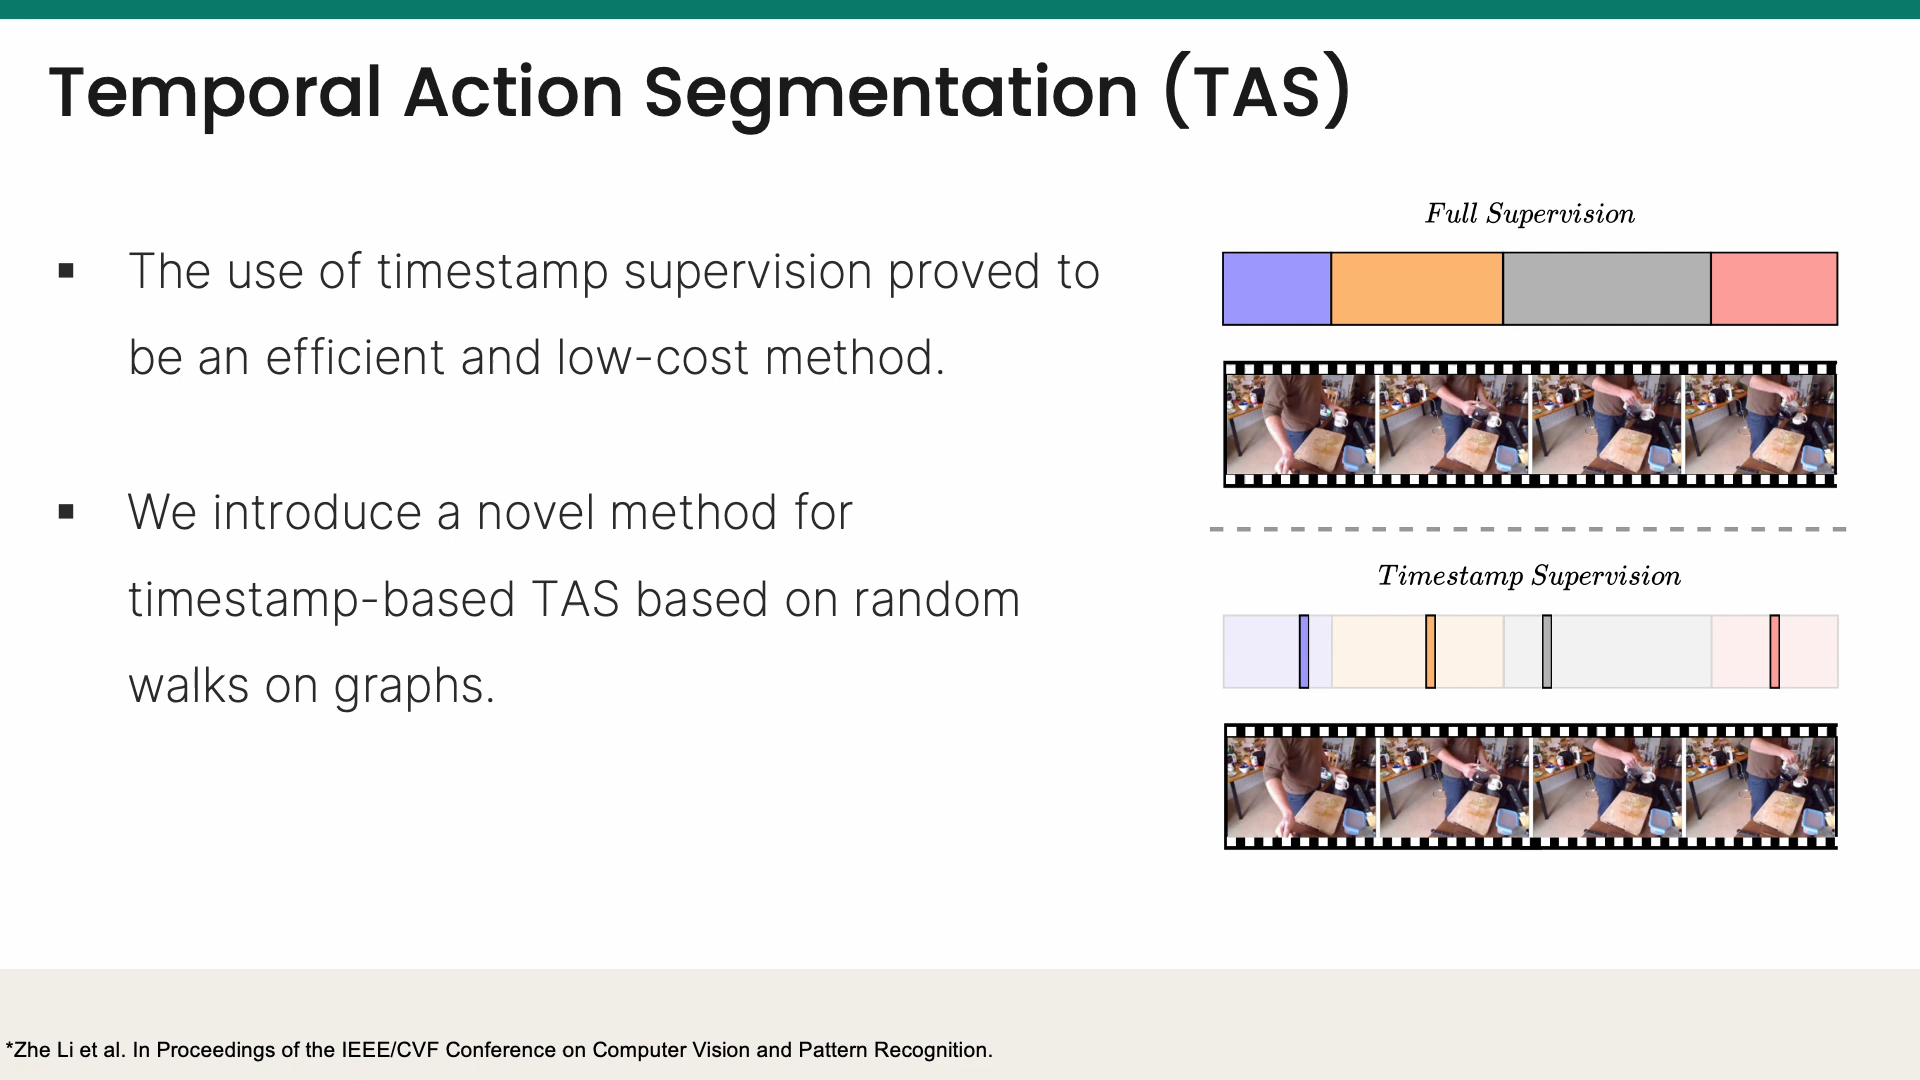 Temporal Action Segmentation (TAS)
▪ The use of timestamp supervision proved to
be an efficient and low-cost method.
▪ We introduce a novel method for
timestamp-based TAS based on random
walks on graphs.
Full Supervision
Timestamp Supervision
*Zhe Li et al. In Proceedings of the IEEE/CVF Conference on Computer Vision and Pattern Recognition.